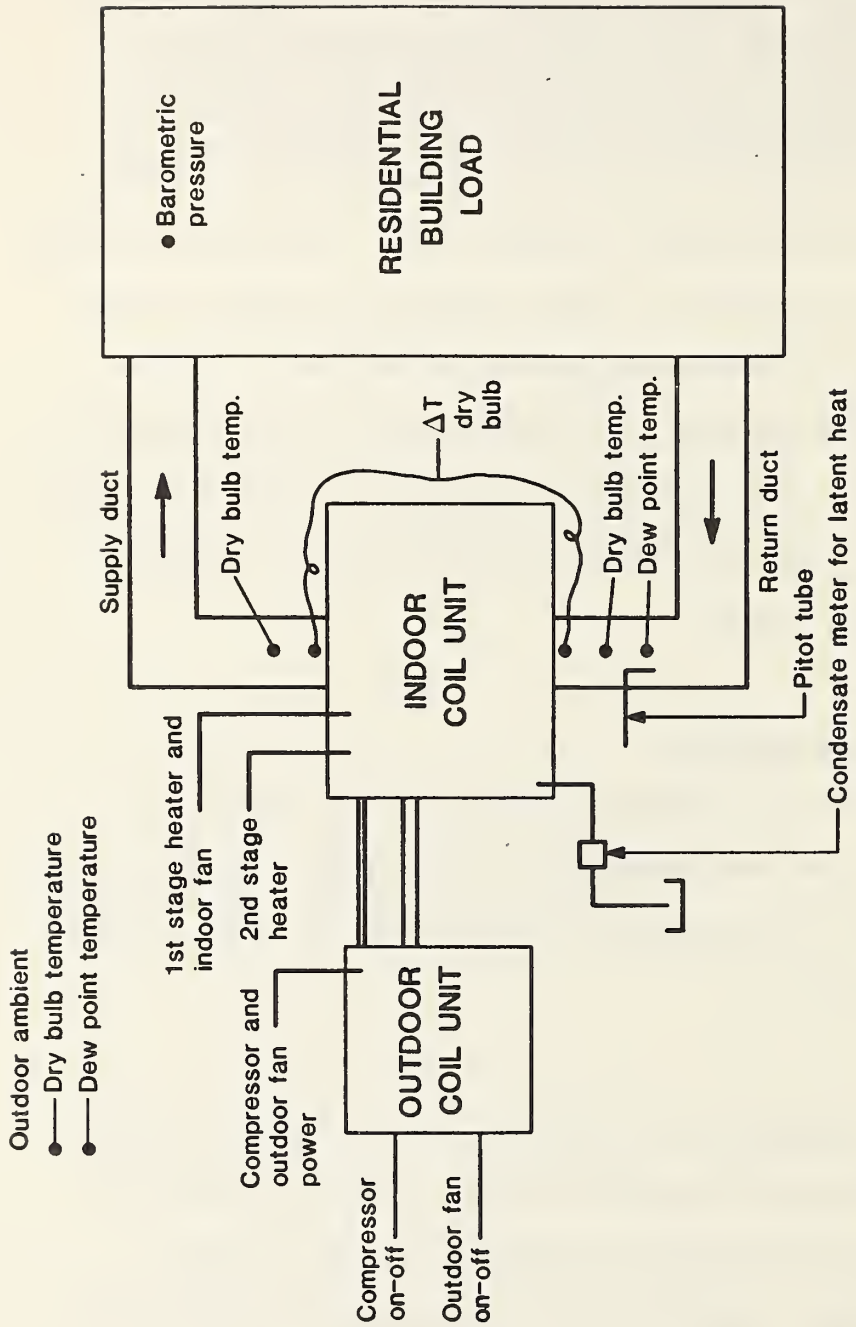 Outdoor ambient
Dry bulb temperature
Dew point temperature
Compressor
on-off
Outdoor fan
on-off
Compressor and
outdoor fan
power
OUTDOOR
COIL UNIT
1st stage heater and
indoor fan
2nd stage
heater
INDOOR
COIL UNIT
Supply duct
Dry bulb temp.
ΔT
dry
bulb
Dry bulb temp.
Dew point temp.
Return duct
Pitot tube
Condensate meter for latent heat
Barometric
pressure
RESIDENTIAL
BUILDING
LOAD